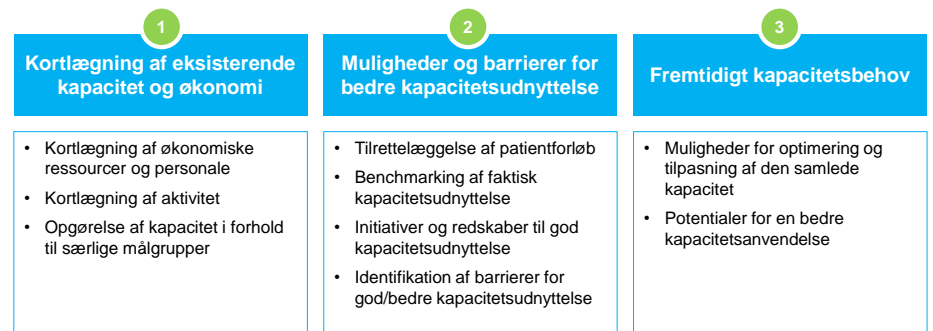 1
Kortlægning af eksisterende
kapacitet og økonomi
• Kortlægning af økonomiske
ressourcer og personale
• Kortlægning af aktivitet
• Opgørelse af kapacitet i forhold
til særlige målgrupper
2
Muligheder og barrierer for
bedre kapacitetsudnyttelse
• Tilrettelæggelse af patientforløb
• Benchmarking af faktisk
kapacitetsudnyttelse
• Initiativer og redskaber til god
kapacitetsudnyttelse
• Identifikation af barrierer for
god/bedre kapacitetsudnyttelse
3
Fremtidigt kapacitetsbehov
• Muligheder for optimering og
tilpasning af den samlede
kapacitet
• Potentialer for en bedre
kapacitetsanvendelse